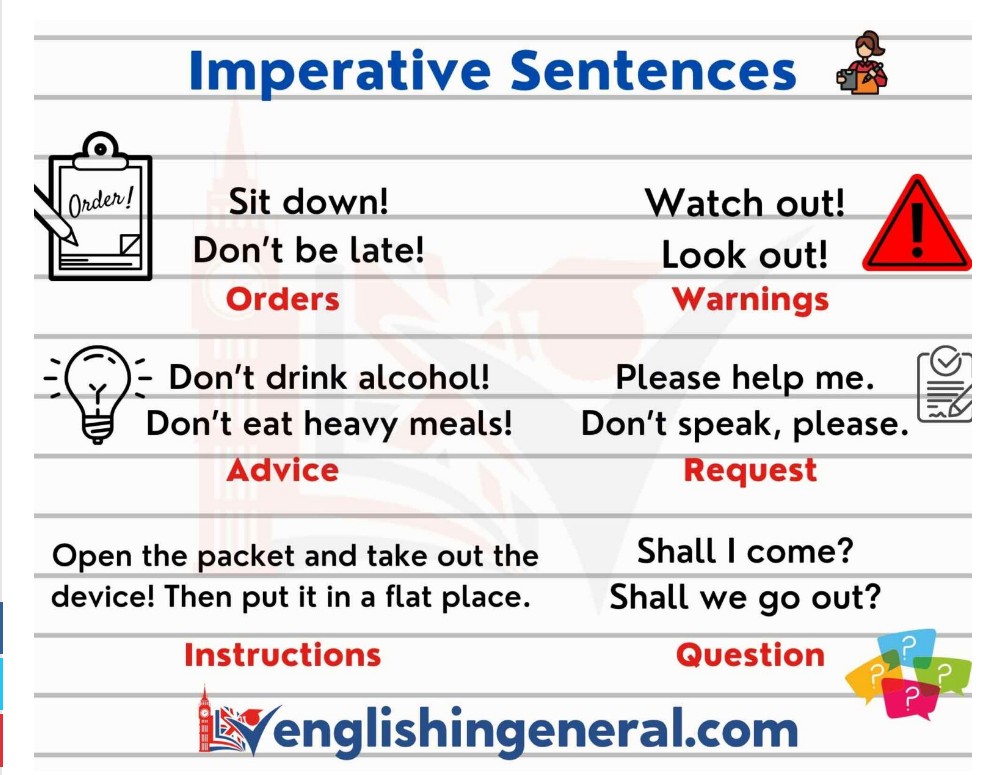 Imperative Sentences
Order!
Sit down!
Don't be late!
Orders
Watch out!
Look out!
Warnings
Don't drink alcohol!
Don't eat heavy meals!
Advice
Please help me.
Don't speak, please.
Request
Open the packet and take out the
device! Then put it in a flat place.
Instructions
Shall I come?
Shall we go out?
Question
englishingeneral.com